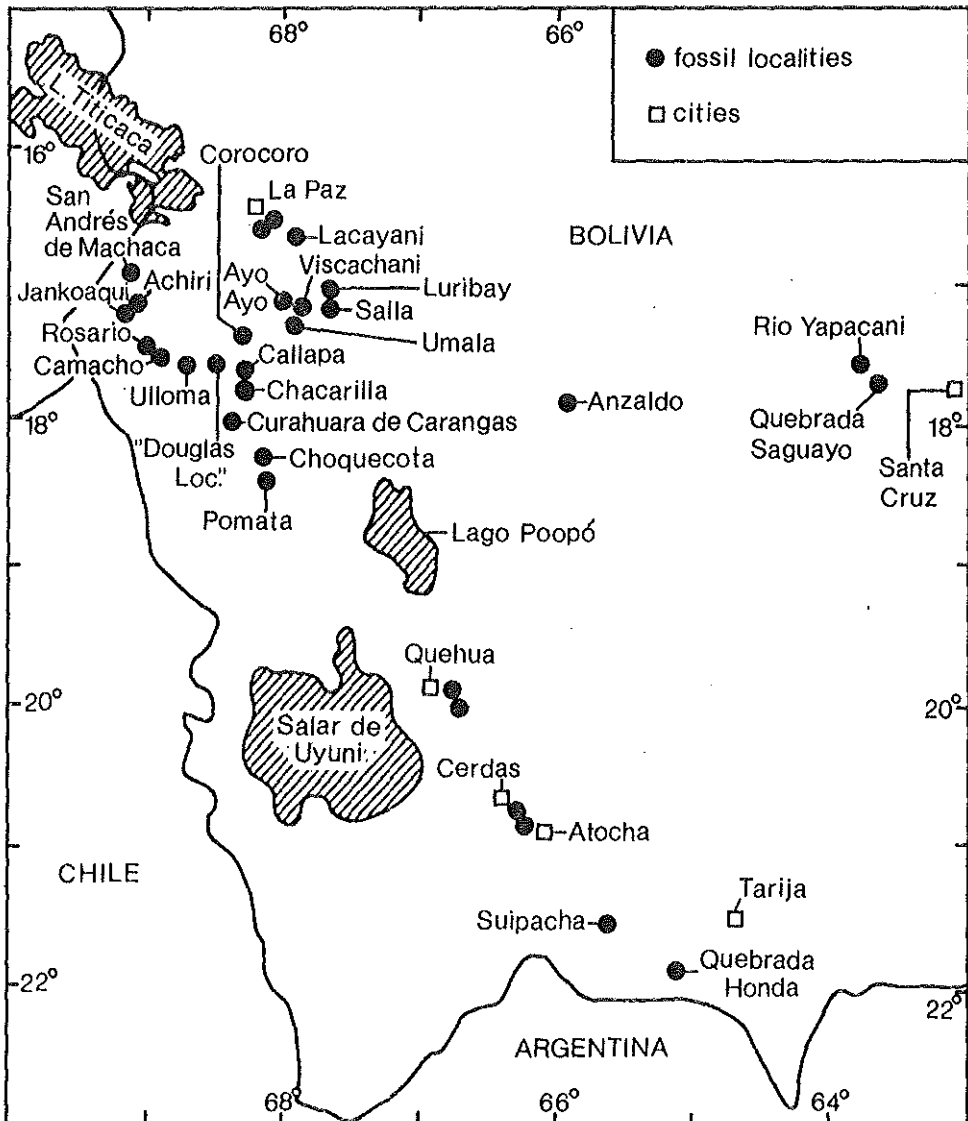 68°
66°
fossil localities
cities
L. Titicaca
16°
Corocoro
La Paz
San
Andrés
de Machaca
Lacayani
BOLIVIA
Viscachani
Ayo
Achiri
Luribay
Jankoaqui
Ayo
Salla
Rosario
Umala
Rio Yapacani
Camacho
Callapa
Ulloma
Chacarilla
Anzaldo
18°
Curahuara de Carangas
Quebrada
Saguayo
18°
"Douglas
Loc."
Choquecota
Santa
Cruz
Pomata
Lago Poopó
Quehua
20°
Salar de
Uyuni
20°
Cerdas
Atocha
CHILE
Tarija
Suipacha
Quebrada
Honda
22°
22°
ARGENTINA
68°
66°
64°